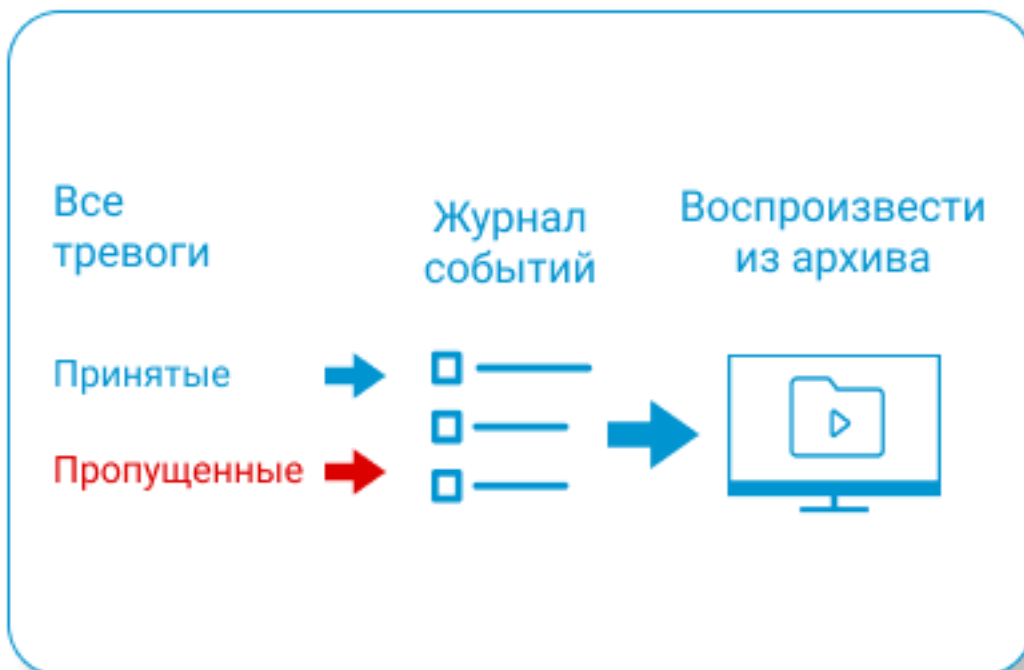 Все
тревоги
Журнал
событий
Воспроизвести
из архива
Принятые
Пропущенные